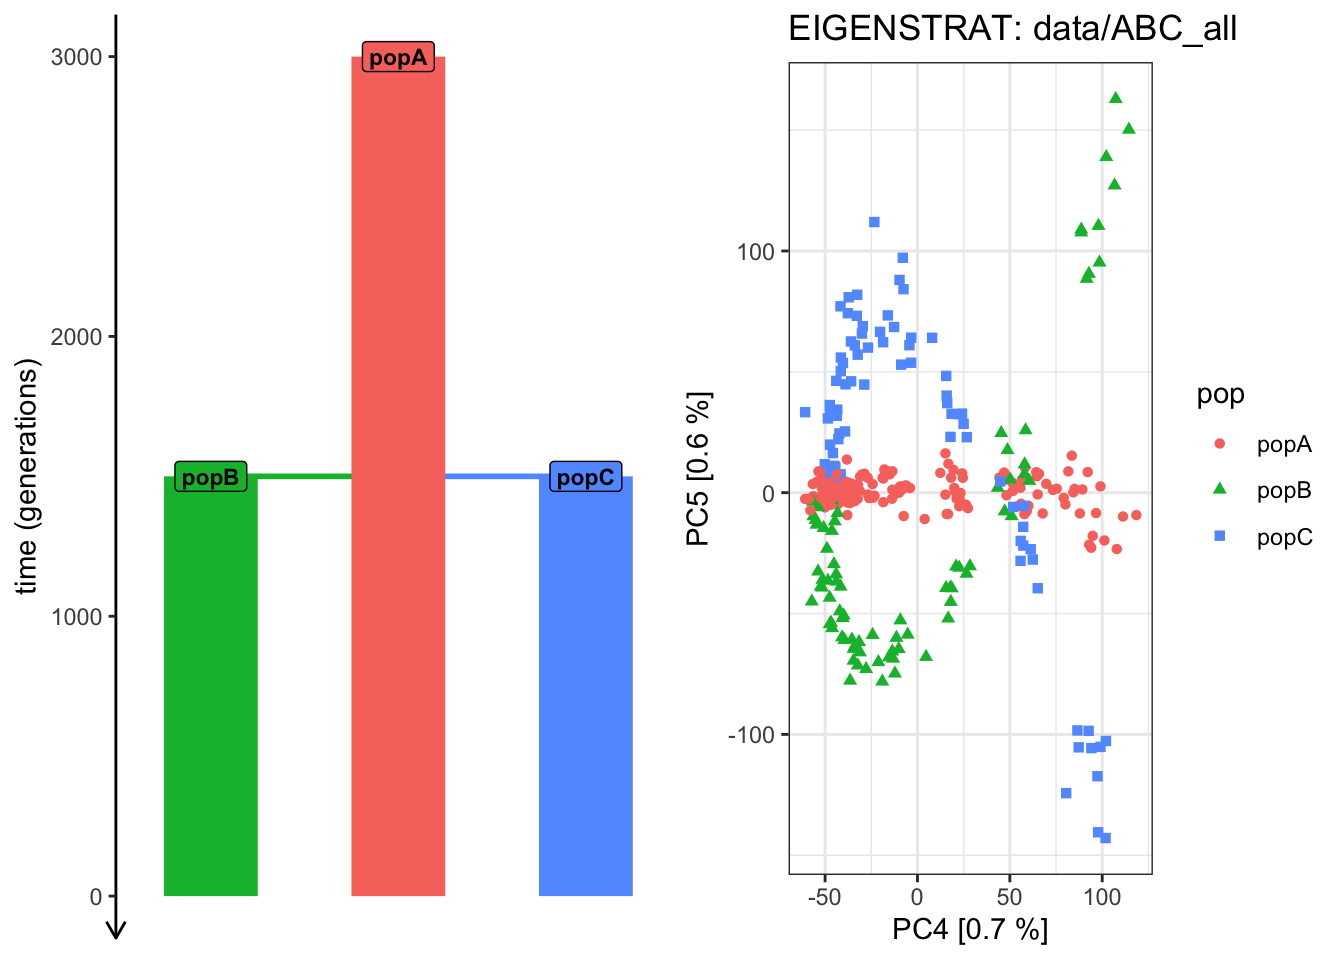 time (generations)
3000
2000
1000
0
popA
popB
popC
EIGENSTRAT: data/ABC_all
PC5 [0.6 %]
100
0
-100
-50
0
50
100
PC4 [0.7 %]
pop
popA
popB
popC